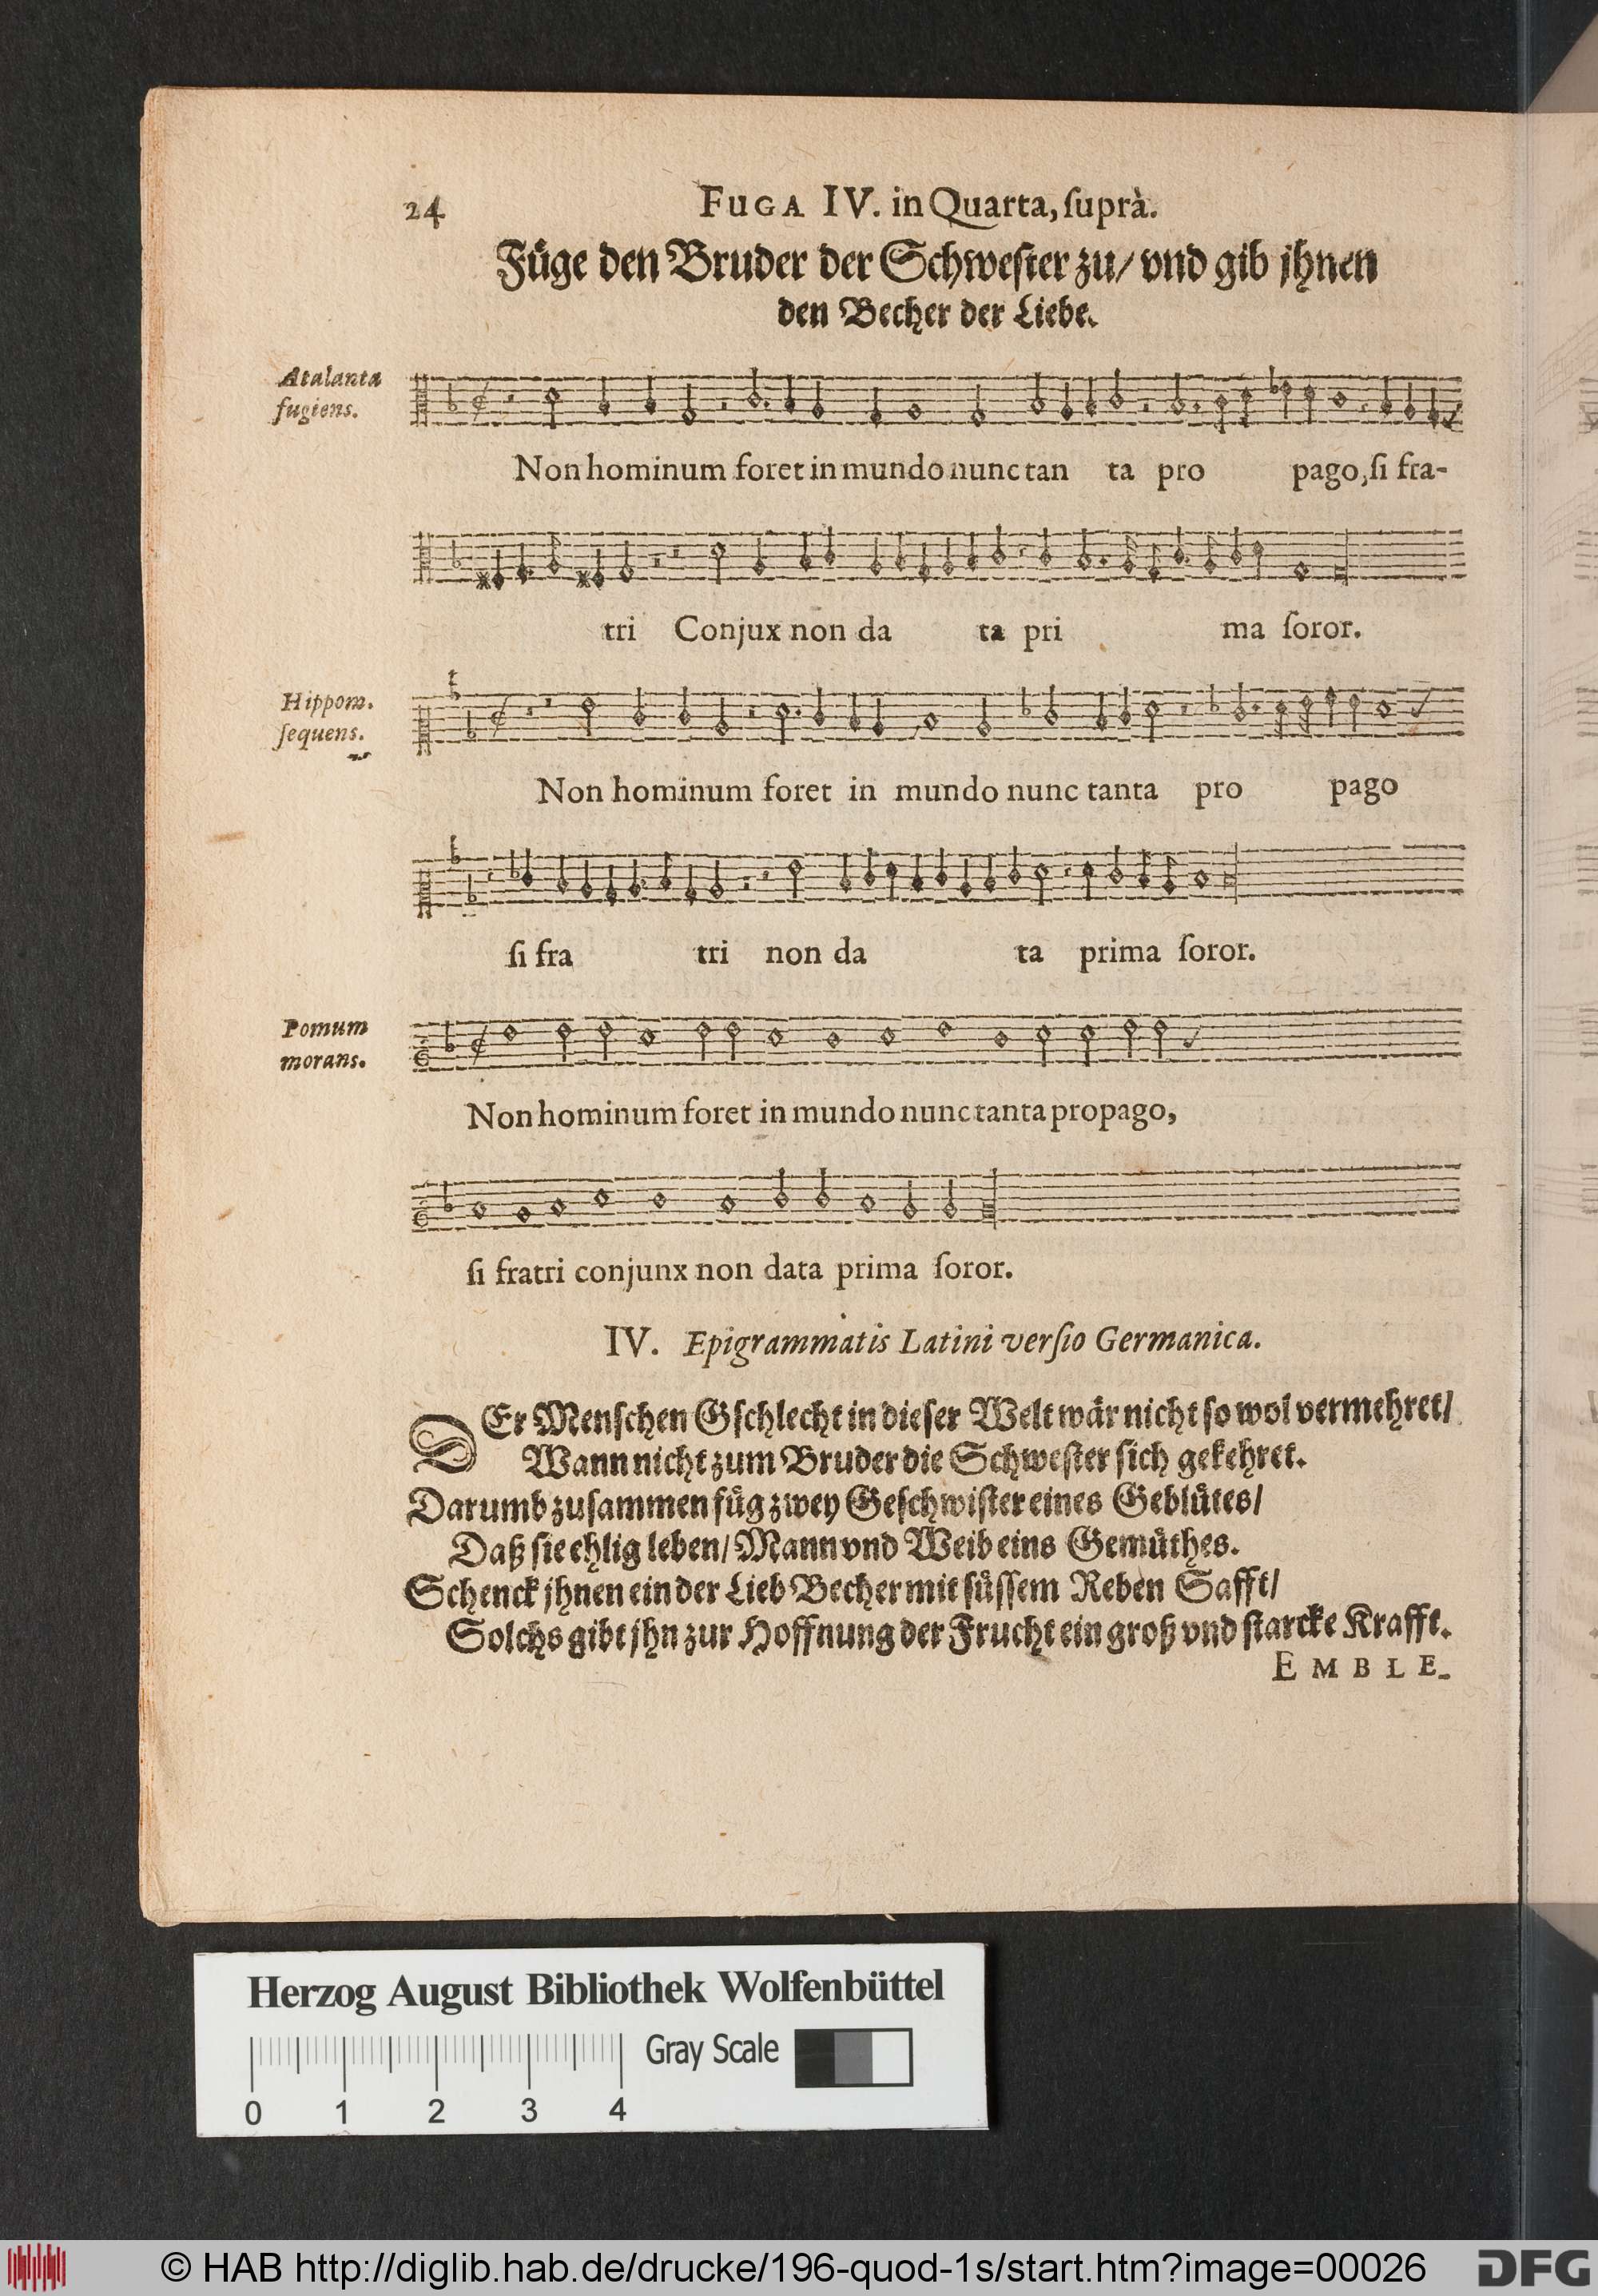 24 FUGA IV. in Quarta, ſuprà.
Füge den Bruder der Schweſter zu/ vnd gib jhnen
den Becher der Liebe.
Atalanta
fugiens.
Non hominum foret in mundo nunc tan ta pro pago, ſi fra-
tri Conjux non da ta pri ma ſoror.
Hippom.
ſequens.
Non hominum foret in mundo nunc tanta pro pago
ſi fra tri non da ta prima ſoror.
Pomum
morans.
Non hominum foret in mundo nunc tanta propago,
ſi fratri conjunx non data prima ſoror.
IV. Epigrammatis Latini verſio Germanica.
DEr Menſchen Gſchlecht in dieſer Welt wär nicht ſo wol vermehret/
Wann nicht zum Bruder die Schweſter ſich gekehret.
Darumb zuſammen füg zwey Geſchwiſter eines Geblütes/
Daß ſie ehlig leben/ Mann vnd Weib eins Gemüthes.
Schenck jhnen ein der Lieb Becher mit ſüſſem Reben Safft/
Solchs gibt jhn zur Hoffnung der Frucht ein groß vnd ſtarcke Krafft.
EMBLE-
Herzog August Bibliothek Wolfenbüttel
Gray Scale
0 1 2 3 4
© HAB http://diglib.hab.de/drucke/196-quod-1s/start.htm?image=00026
DFG